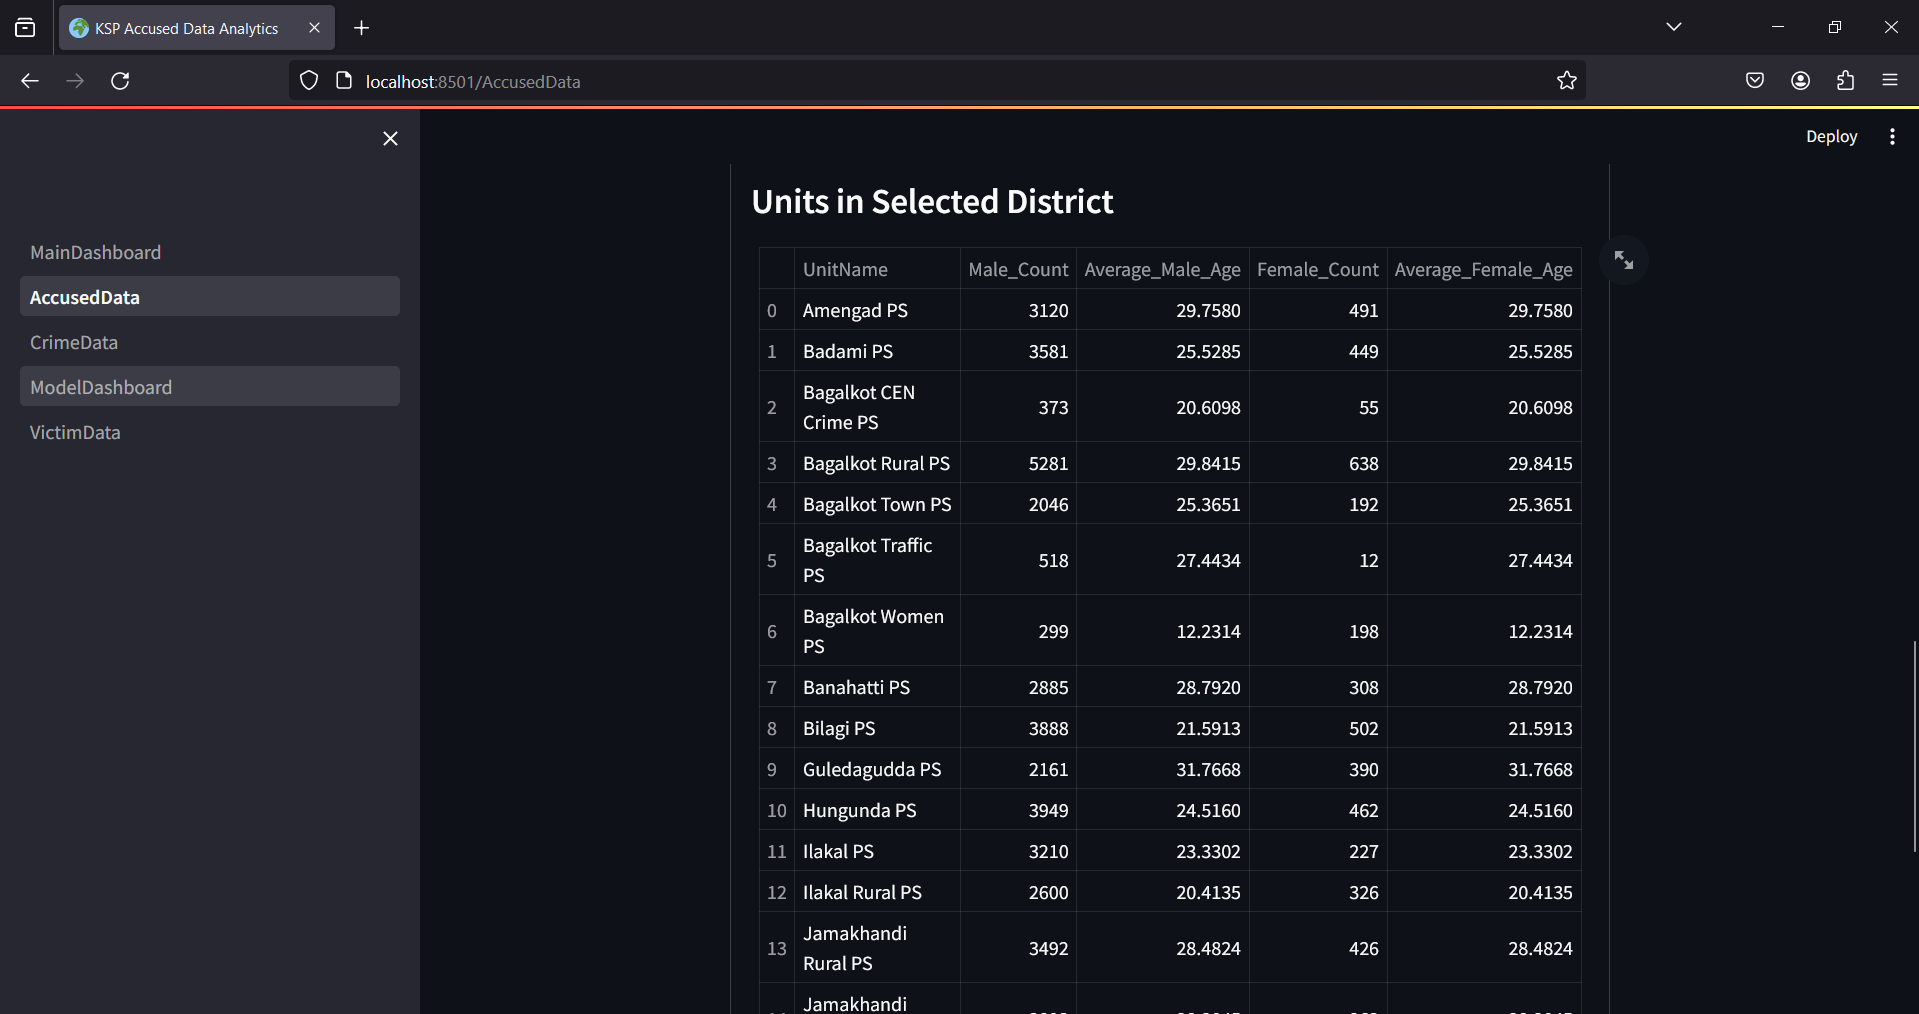 KSP Accused Data Analytics
localhost:8501/AccusedData
Deploy
MainDashboard
AccusedData
CrimeData
ModelDashboard
VictimData
Units in Selected District
UnitName Male_Count Average_Male_Age Female_Count Average_Female_Age
0 Amengad PS 3120 29.7580 491 29.7580
1 Badami PS 3581 25.5285 449 25.5285
2 Bagalkot CEN Crime PS 373 20.6098 55 20.6098
3 Bagalkot Rural PS 5281 29.8415 638 29.8415
4 Bagalkot Town PS 2046 25.3651 192 25.3651
5 Bagalkot Traffic PS 518 27.4434 12 27.4434
6 Bagalkot Women PS 299 12.2314 198 12.2314
7 Banahatti PS 2885 28.7920 308 28.7920
8 Bilagi PS 3888 21.5913 502 21.5913
9 Guledagudda PS 2161 31.7668 390 31.7668
10 Hungunda PS 3949 24.5160 462 24.5160
11 Ilakal PS 3210 23.3302 227 23.3302
12 Ilakal Rural PS 2600 20.4135 326 20.4135
13 Jamakhandi Rural PS 3492 28.4824 426 28.4824
Jamakhandi